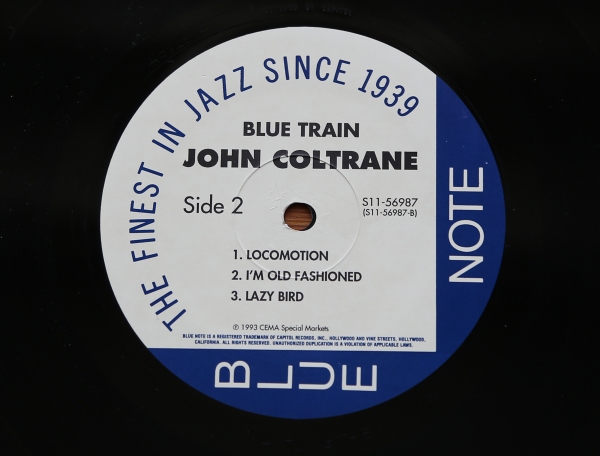 THE FINEST IN JAZZ SINCE 1939
BLUE TRAIN
JOHN COLTRANE
Side 2
S11-56987
(S11-56987-B)
1. LOCOMOTION
2. I'M OLD FASHIONED
3. LAZY BIRD
℗ 1993 CEMA Special Markets
BLUE NOTE IS A REGISTERED TRADEMARK OF CAPITOL RECORDS, INC., HOLLYWOOD AND VINE STREETS, HOLLYWOOD,
CALIFORNIA. ALL RIGHTS RESERVED. UNAUTHORIZED DUPLICATION IS A VIOLATION OF APPLICABLE LAWS.
BLUE
NOTE